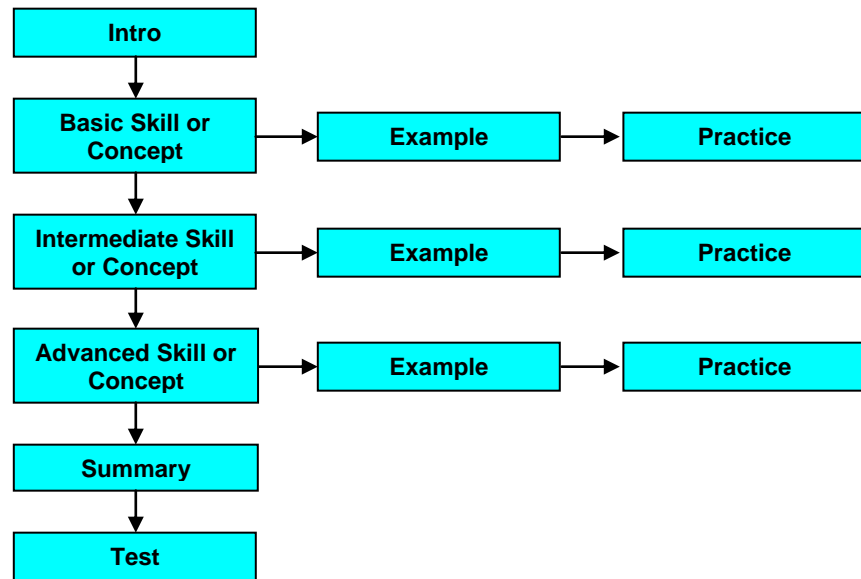 Intro
Basic Skill or
Concept
Example
Practice
Intermediate Skill
or Concept
Example
Practice
Advanced Skill or
Concept
Example
Practice
Summary
Test